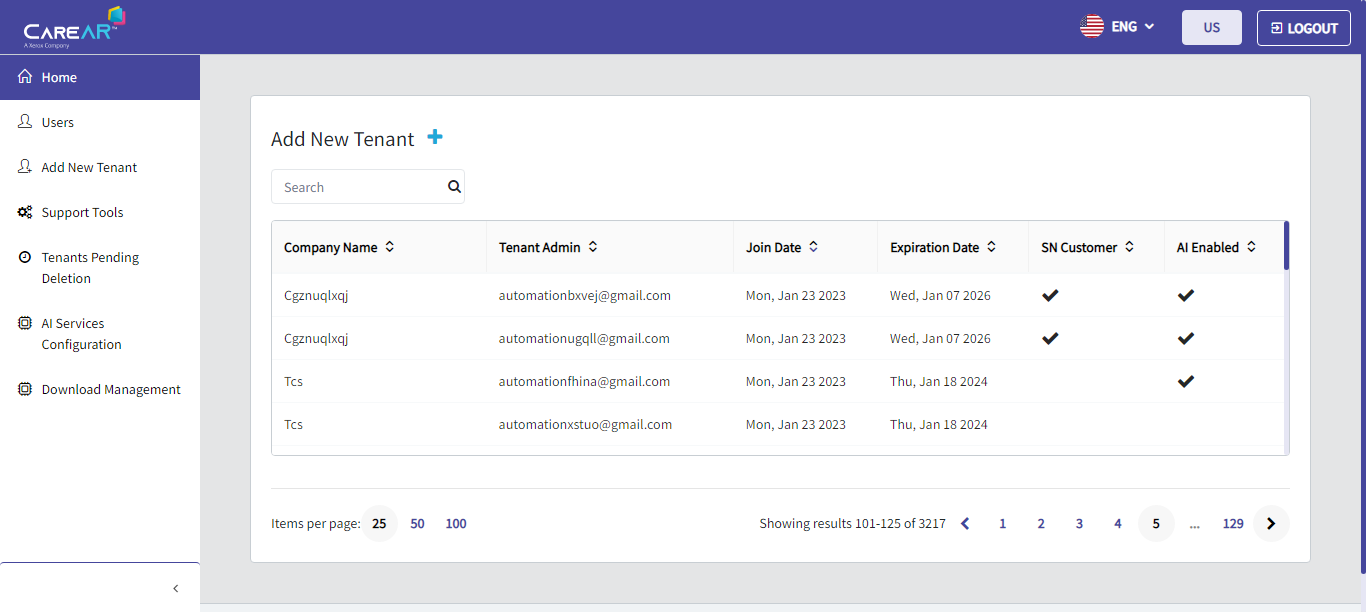 CAREAR™
A Xerox Company
ENG
US
LOGOUT
Home
Users
Add New Tenant
Support Tools
Tenants Pending
Deletion
AI Services
Configuration
Download Management
Add New Tenant
Search
Company Name Tenant Admin Join Date Expiration Date SN Customer AI Enabled
Cgznuqlxqj automationbxvej@gmail.com Mon, Jan 23 2023 Wed, Jan 07 2026
Cgznuqlxqj automationugqll@gmail.com Mon, Jan 23 2023 Wed, Jan 07 2026
Tcs automationfhina@gmail.com Mon, Jan 23 2023 Thu, Jan 18 2024
Tcs automationxstuo@gmail.com Mon, Jan 23 2023 Thu, Jan 18 2024
Items per page: 25 50 100 Showing results 101-125 of 3217 1 2 3 4 5 ... 129